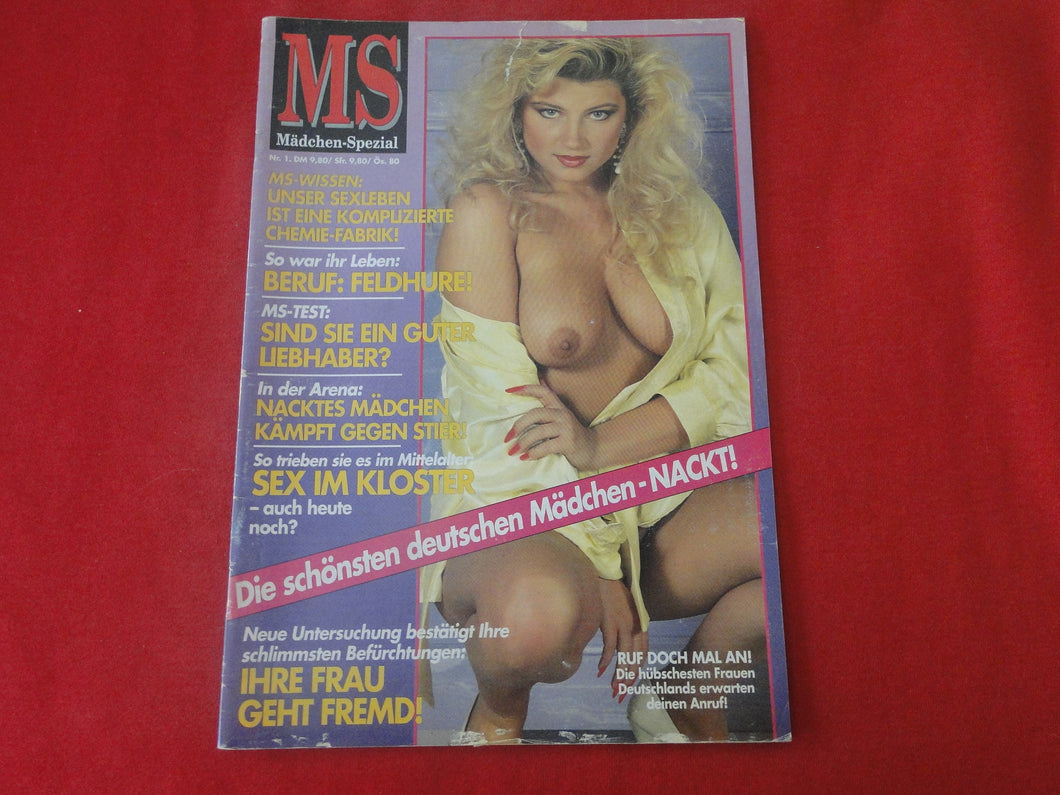 MS
Mädchen-Spezial
Nr. 1. DM 9,80/ Sfr. 9,80/ Ös. 80
MS-WISSEN:
UNSER SEXLEBEN
IST EINE KOMPLIZIERTE
CHEMIE-FABRIK!
So war ihr Leben:
BERUF: FELDHURE!
MS-TEST:
SIND SIE EIN GUTER
LIEBHABER?
In der Arena:
NACKTES MÄDCHEN
KÄMPFT GEGEN STIER!
So trieben sie es im Mittelalter:
SEX IM KLOSTER
– auch heute
noch?
Die schönsten deutschen Mädchen - NACKT!
Neue Untersuchung bestätigt Ihre
schlimmsten Befürchtungen:
IHRE FRAU
GEHT FREMD!
RUF DOCH MAL AN!
Die hübschesten Frauen
Deutschlands erwarten
deinen Anruf!